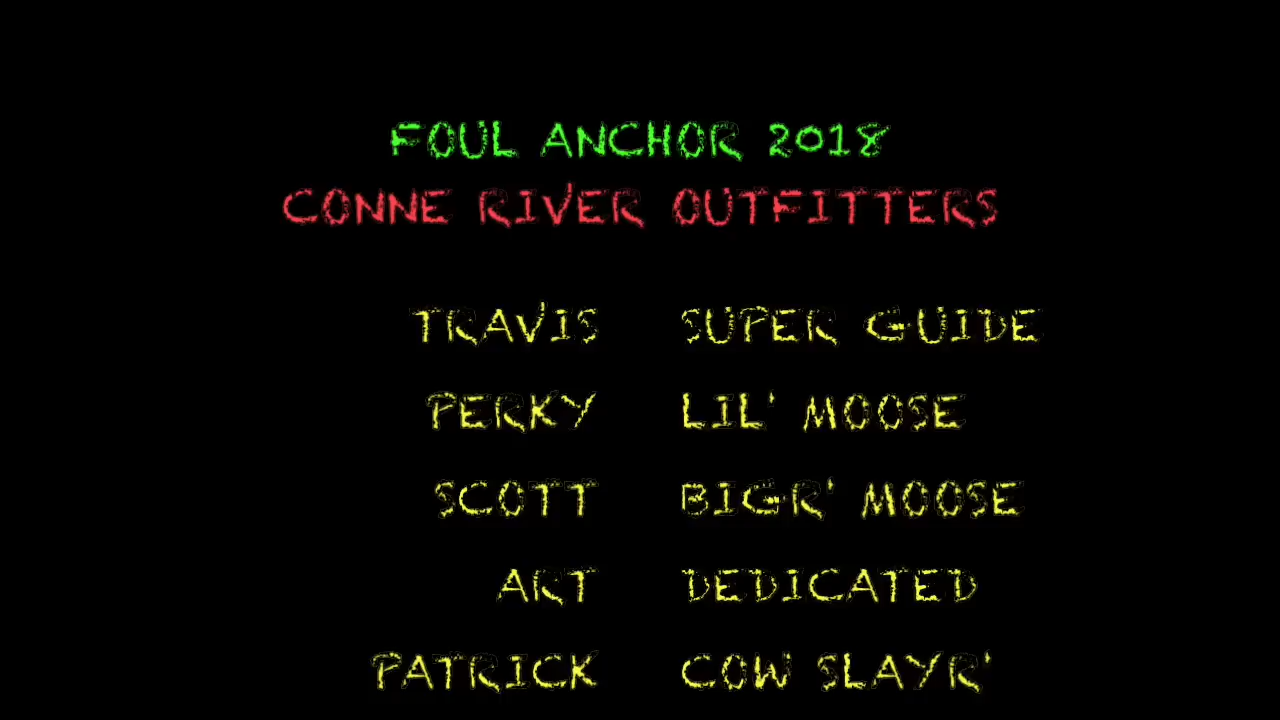 FOUL ANCHOR 2018
CONNE RIVER OUTFITTERS
TRAVIS SUPER GUIDE
PERKY LIL' MOOSE
SCOTT BIGR' MOOSE
ART DEDICATED
PATRICK COW SLAYR'